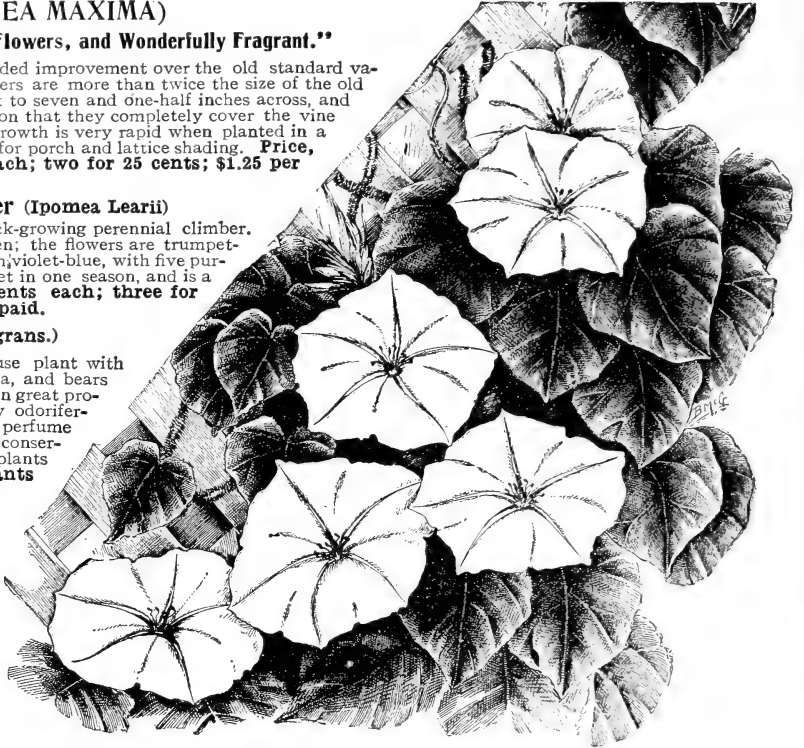 EA MAXIMA)
Flowers, and Wonderfully Fragrant."
ded improvement over the old standard va-
ers are more than twice the size of the old
to seven and one-half inches across, and
on that they completely cover the vine
rowth is very rapid when planted in a
for porch and lattice shading. Price,
ach; two for 25 cents; $1.25 per
er (Ipomea Learii)
ck-growing perennial climber.
en; the flowers are trumpet-
violet-blue, with five pur-
et in one season, and is a
ents each; three for
paid.
grans.)
use plant with
a, and bears
n great pro-
y odorifer-
perfume
conser-
plants
nts